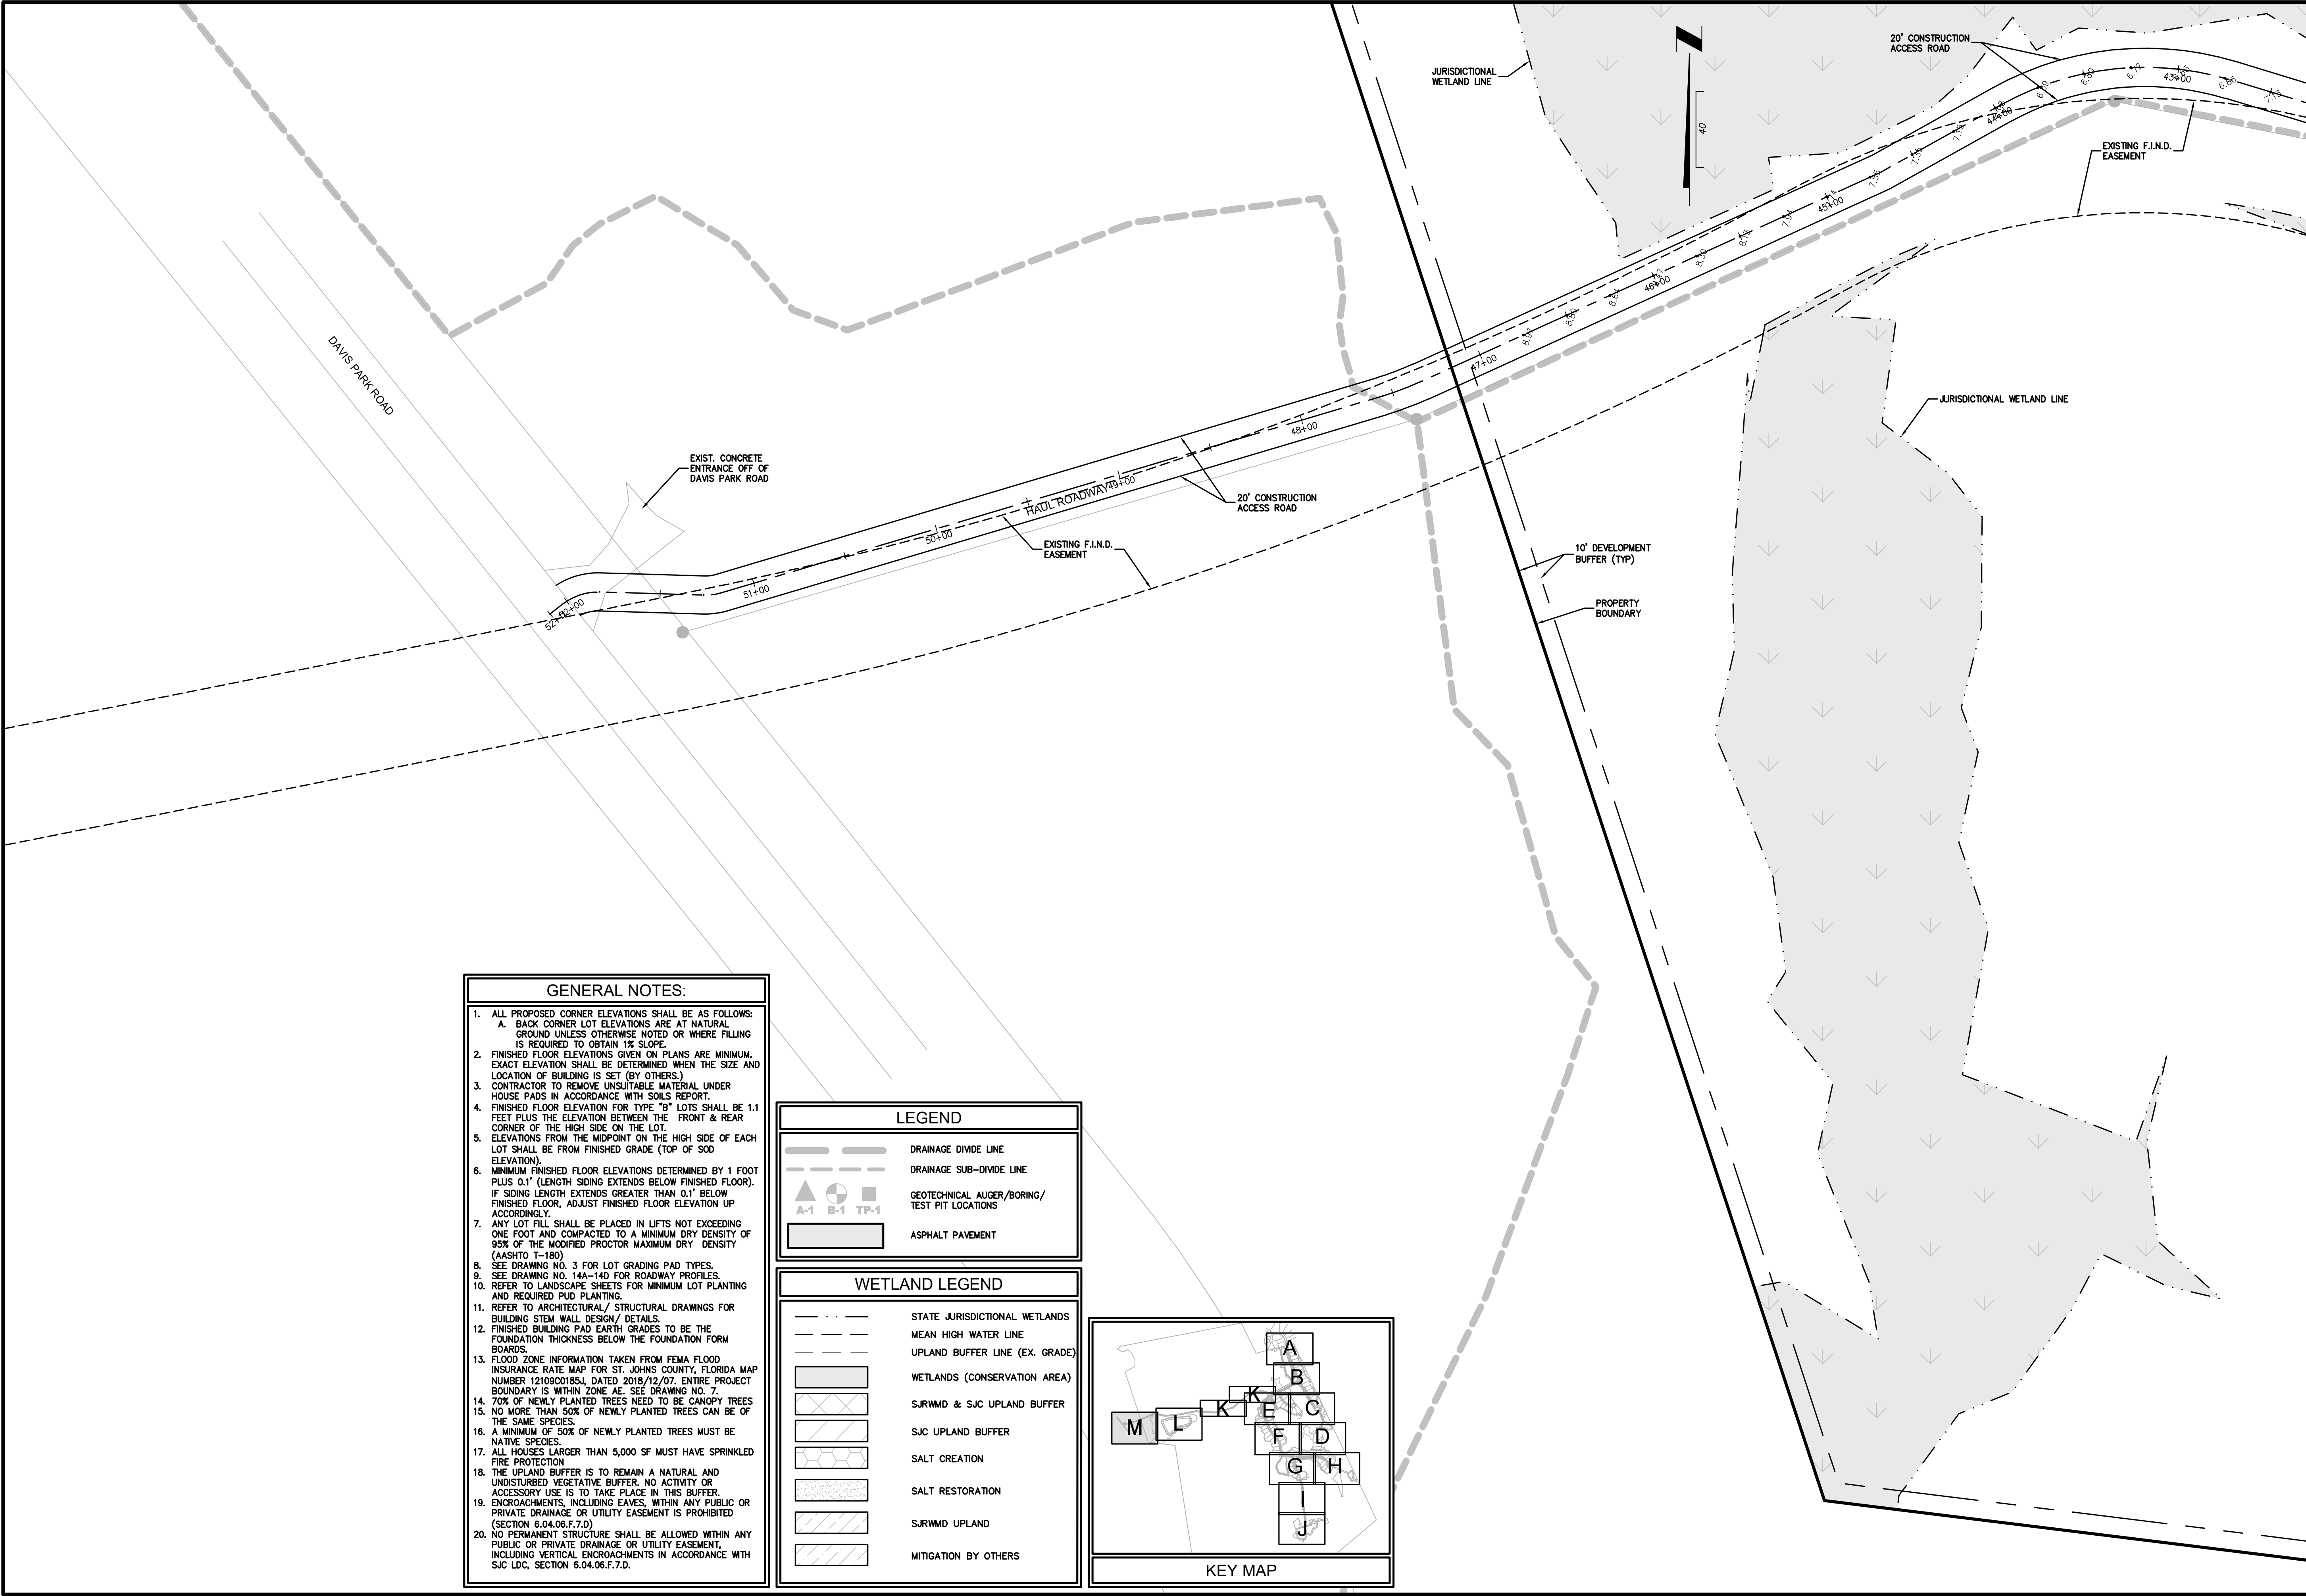 20' CONSTRUCTION
ACCESS ROAD
JURISDICTIONAL
WETLAND LINE
40
43+00
6.72
6.80
6.86
7.13
44+00
EXISTING F.I.N.D.
EASEMENT
7.35
7.55
45+00
7.94
8.13
8.30
46+00
8.64
8.80
8.97
47+00
DAVIS PARK ROAD
JURISDICTIONAL WETLAND LINE
48+00
EXIST. CONCRETE
ENTRANCE OFF OF
DAVIS PARK ROAD
HAUL ROADWAY
49+00
20' CONSTRUCTION
ACCESS ROAD
50+00
EXISTING F.I.N.D.
EASEMENT
10' DEVELOPMENT
BUFFER (TYP)
51+00
PROPERTY
BOUNDARY
GENERAL NOTES:
1. ALL PROPOSED CORNER ELEVATIONS SHALL BE AS FOLLOWS:
A. BACK CORNER LOT ELEVATIONS ARE AT NATURAL
GROUND UNLESS OTHERWISE NOTED OR WHERE FILLING
IS REQUIRED TO OBTAIN 1% SLOPE.
2. FINISHED FLOOR ELEVATIONS GIVEN ON PLANS ARE MINIMUM.
EXACT ELEVATION SHALL BE DETERMINED WHEN THE SIZE AND
LOCATION OF BUILDING IS SET (BY OTHERS.)
3. CONTRACTOR TO REMOVE UNSUITABLE MATERIAL UNDER
HOUSE PADS IN ACCORDANCE WITH SOILS REPORT.
4. FINISHED FLOOR ELEVATION FOR TYPE "B" LOTS SHALL BE 1.1
FEET PLUS THE ELEVATION BETWEEN THE FRONT & REAR
CORNER OF THE HIGH SIDE ON THE LOT.
5. ELEVATIONS FROM THE MIDPOINT ON THE HIGH SIDE OF EACH
LOT SHALL BE FROM FINISHED GRADE (TOP OF SOD
ELEVATION).
6. MINIMUM FINISHED FLOOR ELEVATIONS DETERMINED BY 1 FOOT
PLUS 0.1' (LENGTH SIDING EXTENDS BELOW FINISHED FLOOR).
IF SIDING LENGTH EXTENDS GREATER THAN 0.1' BELOW
FINISHED FLOOR, ADJUST FINISHED FLOOR ELEVATION UP
ACCORDINGLY.
7. ANY LOT FILL SHALL BE PLACED IN LIFTS NOT EXCEEDING
ONE FOOT AND COMPACTED TO A MINIMUM DRY DENSITY OF
95% OF THE MODIFIED PROCTOR MAXIMUM DRY DENSITY
(AASHTO T-180)
8. SEE DRAWING NO. 3 FOR LOT GRADING PAD TYPES.
9. SEE DRAWING NO. 14A-14D FOR ROADWAY PROFILES.
10. REFER TO LANDSCAPE SHEETS FOR MINIMUM LOT PLANTING
AND REQUIRED PUD PLANTING.
11. REFER TO ARCHITECTURAL/ STRUCTURAL DRAWINGS FOR
BUILDING STEM WALL DESIGN/ DETAILS.
12. FINISHED BUILDING PAD EARTH GRADES TO BE THE
FOUNDATION THICKNESS BELOW THE FOUNDATION FORM
BOARDS.
13. FLOOD ZONE INFORMATION TAKEN FROM FEMA FLOOD
INSURANCE RATE MAP FOR ST. JOHNS COUNTY, FLORIDA MAP
NUMBER 12109C0185J, DATED 2018/12/07. ENTIRE PROJECT
BOUNDARY IS WITHIN ZONE AE. SEE DRAWING NO. 7.
14. 70% OF NEWLY PLANTED TREES NEED TO BE CANOPY TREES
15. NO MORE THAN 50% OF NEWLY PLANTED TREES CAN BE OF
THE SAME SPECIES.
16. A MINIMUM OF 50% OF NEWLY PLANTED TREES MUST BE
NATIVE SPECIES.
17. ALL HOUSES LARGER THAN 5,000 SF MUST HAVE SPRINKLED
FIRE PROTECTION
18. THE UPLAND BUFFER IS TO REMAIN A NATURAL AND
UNDISTURBED VEGETATIVE BUFFER. NO ACTIVITY OR
ACCESSORY USE IS TO TAKE PLACE IN THIS BUFFER.
19. ENCROACHMENTS, INCLUDING EAVES, WITHIN ANY PUBLIC OR
PRIVATE DRAINAGE OR UTILITY EASEMENT IS PROHIBITED
(SECTION 6.04.06.F.7.D)
20. NO PERMANENT STRUCTURE SHALL BE ALLOWED WITHIN ANY
PUBLIC OR PRIVATE DRAINAGE OR UTILITY EASEMENT,
INCLUDING VERTICAL ENCROACHMENTS IN ACCORDANCE WITH
SJC LDC, SECTION 6.04.06.F.7.D.
LEGEND
DRAINAGE DIVIDE LINE
DRAINAGE SUB-DIVIDE LINE
A-1 B-1 TP-1
GEOTECHNICAL AUGER/BORING/
TEST PIT LOCATIONS
ASPHALT PAVEMENT
WETLAND LEGEND
STATE JURISDICTIONAL WETLANDS
MEAN HIGH WATER LINE
UPLAND BUFFER LINE (EX. GRADE)
WETLANDS (CONSERVATION AREA)
SJRWMD & SJC UPLAND BUFFER
SJC UPLAND BUFFER
SALT CREATION
SALT RESTORATION
SJRWMD UPLAND
MITIGATION BY OTHERS
A
B
K
K
E
C
M
L
F
D
G
H
I
J
KEY MAP